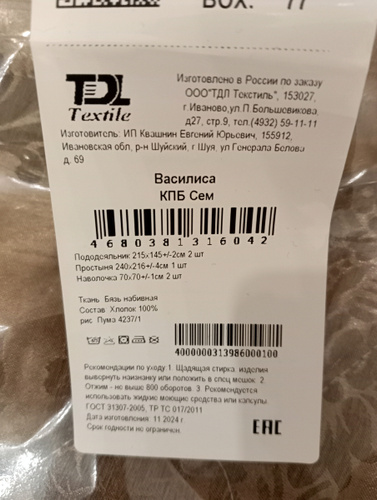 BOX: 77
TDL
Textile
Изготовлено в России по заказу
ООО"ТДЛ Текстиль", 153027,
г.Иваново,ул.П.Большевикова,
д27, стр.9, тел.(4932) 59-11-11
Изготовитель: ИП Квашнин Евгений Юрьевич, 155912,
Ивановская обл, р-н Шуйский, г Шуя, ул Генерала Белова
д. 69
Василиса
КПБ Сем
4680381316042
Пододеяльник 215х145+/-2см 2 шт
Простыня 240х216+/-4см 1 шт
Наволочка 70х70+/-1см 2 шт
Ткань Бязь набивная
Состав Хлопок 100%
рис Пума 4237/1
4000000313986000100
Рекомендации по уходу:1. Щадящая стирка, изделия
вывернуть наизнанку или положить в спец мешок. 2.
Отжим - не выше 800 оборотов. 3. Рекомендуется
использовать жидкие моющие средства или капсулы.
ГОСТ 31307-2005, ТР ТС 017/2011
Дата изготовления: 11.2024 г.
Срок годности не ограничен.
ЕАС